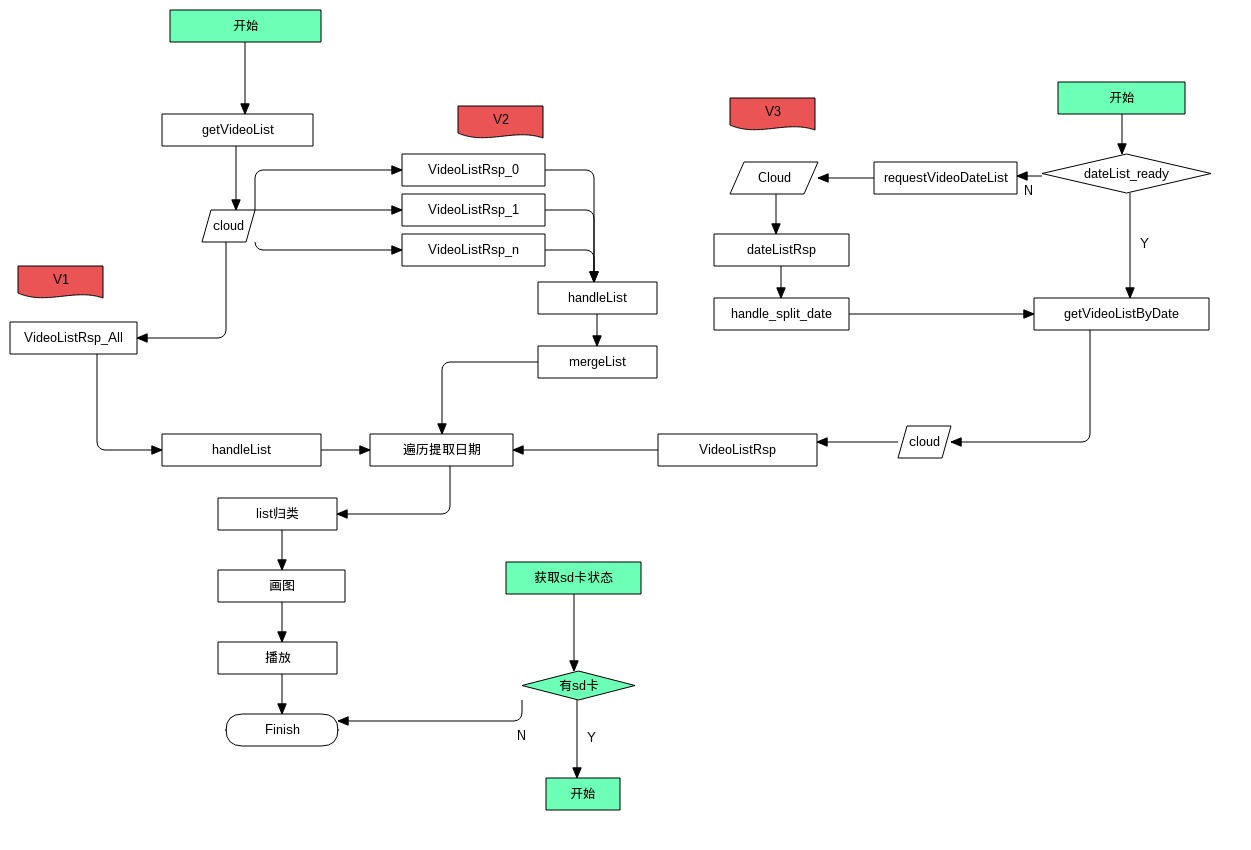 开始
getVideoList
cloud
V1
VideoListRsp_All
handleList
V2
VideoListRsp_0
VideoListRsp_1
VideoListRsp_n
handleList
mergeList
遍历提取日期
V3
开始
dateList_ready
N
Y
requestVideoDateList
Cloud
dateListRsp
handle_split_date
getVideoListByDate
cloud
VideoListRsp
list归类
画图
播放
Finish
获取sd卡状态
有sd卡
N
Y
开始